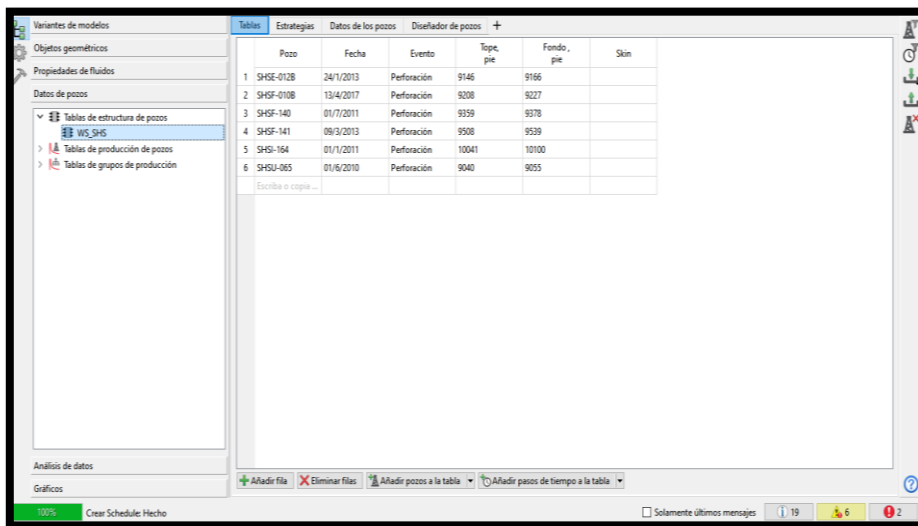 Variantes de modelos
Objetos geométricos
Propiedades de fluidos
Datos de pozos
Tablas de estructura de pozos
WS_SHS
Tablas de producción de pozos
Tablas de grupos de producción
Análisis de datos
Gráficos
Tablas Estrategias Datos de los pozos Diseñador de pozos +
Pozo Fecha Evento Tope, pie Fondo, pie Skin
1 SHSE-012B 24/1/2013 Perforación 9146 9166
2 SHSF-010B 13/4/2017 Perforación 9208 9227
3 SHSF-140 01/7/2011 Perforación 9359 9378
4 SHSF-141 09/3/2013 Perforación 9508 9539
5 SHSI-164 01/1/2011 Perforación 10041 10100
6 SHSU-065 01/6/2010 Perforación 9040 9055
Escriba o copia ...
Añadir fila Eliminar filas Añadir pozos a la tabla Añadir pasos de tiempo a la tabla
100% Crear Schedule: Hecho Solamente últimos mensajes 19 6 2